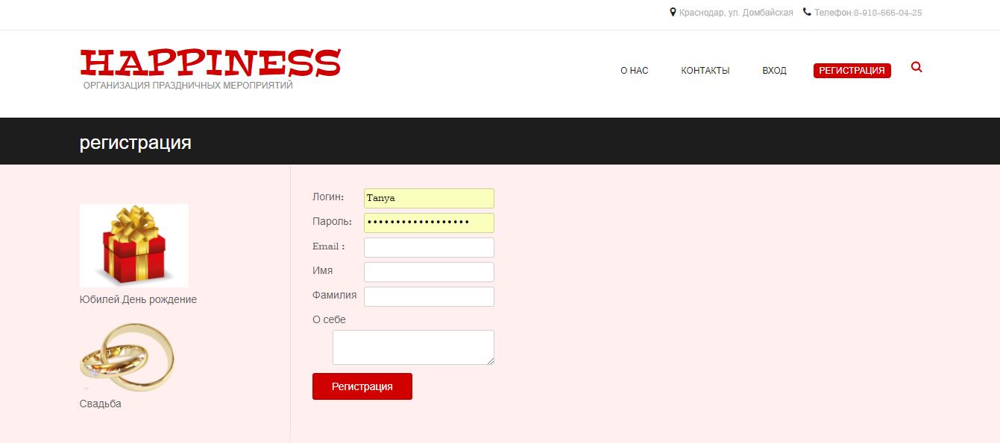 Краснодар, ул. Домбайская Телефон:8-918-666-04-25
HAPPINESS
ОРГАНИЗАЦИЯ ПРАЗДНИЧНЫХ МЕРОПРИЯТИЙ
О НАС КОНТАКТЫ ВХОД РЕГИСТРАЦИЯ
регистрация
Логин: Tanya
Пароль: ••••••••••••••••••
Email :
Имя
Фамилия
О себе
Регистрация
Юбилей.День рождение
Свадьба